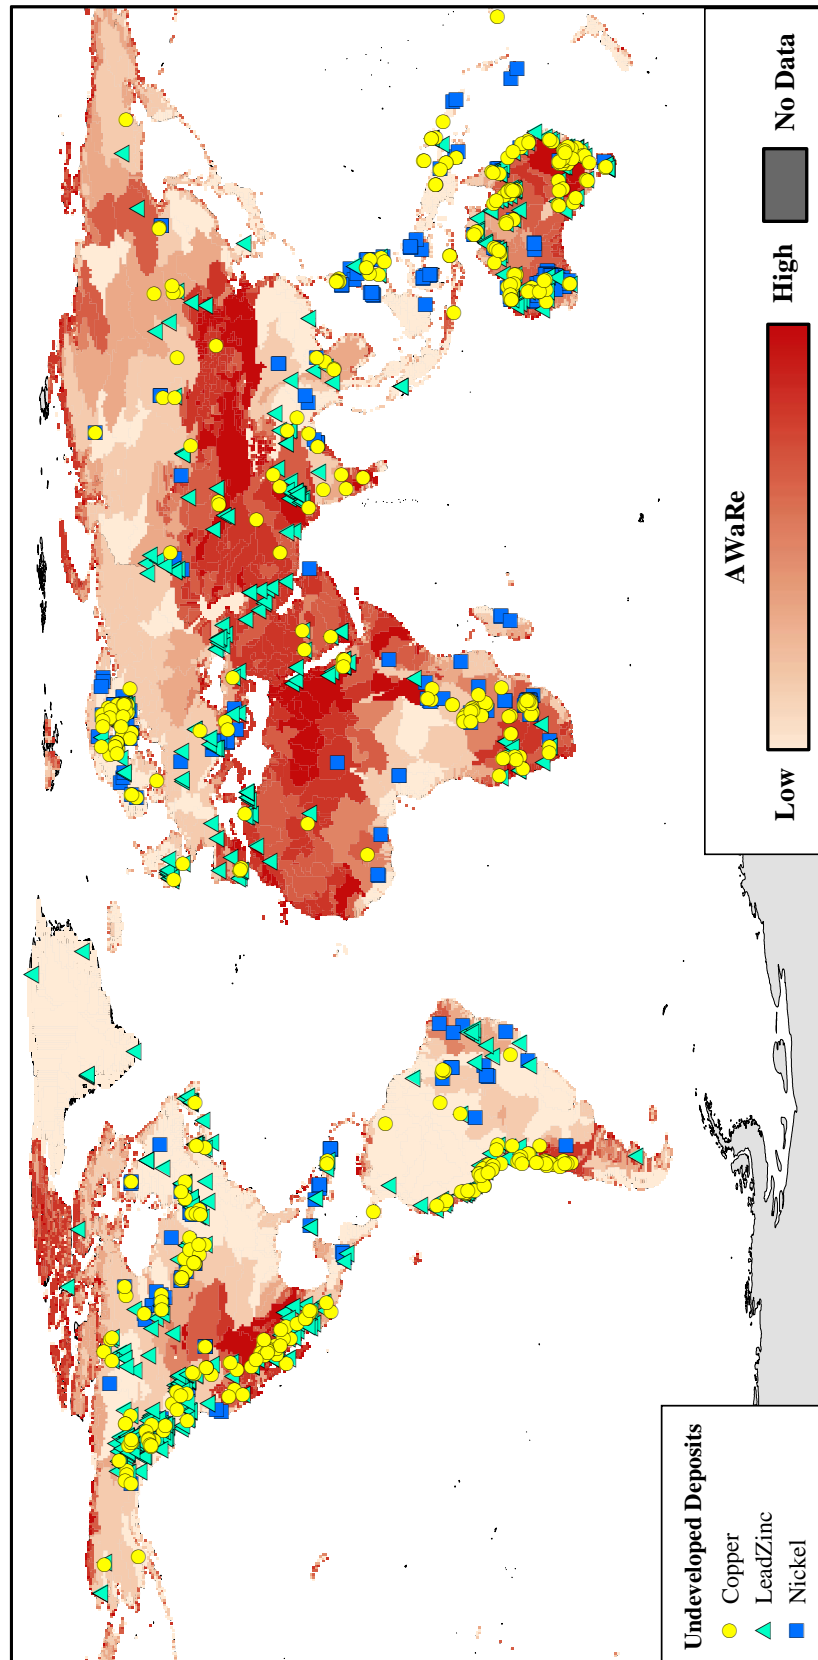 Undeveloped Deposits
Copper
LeadZinc
Nickel
AWaRe
Low
High
No Data